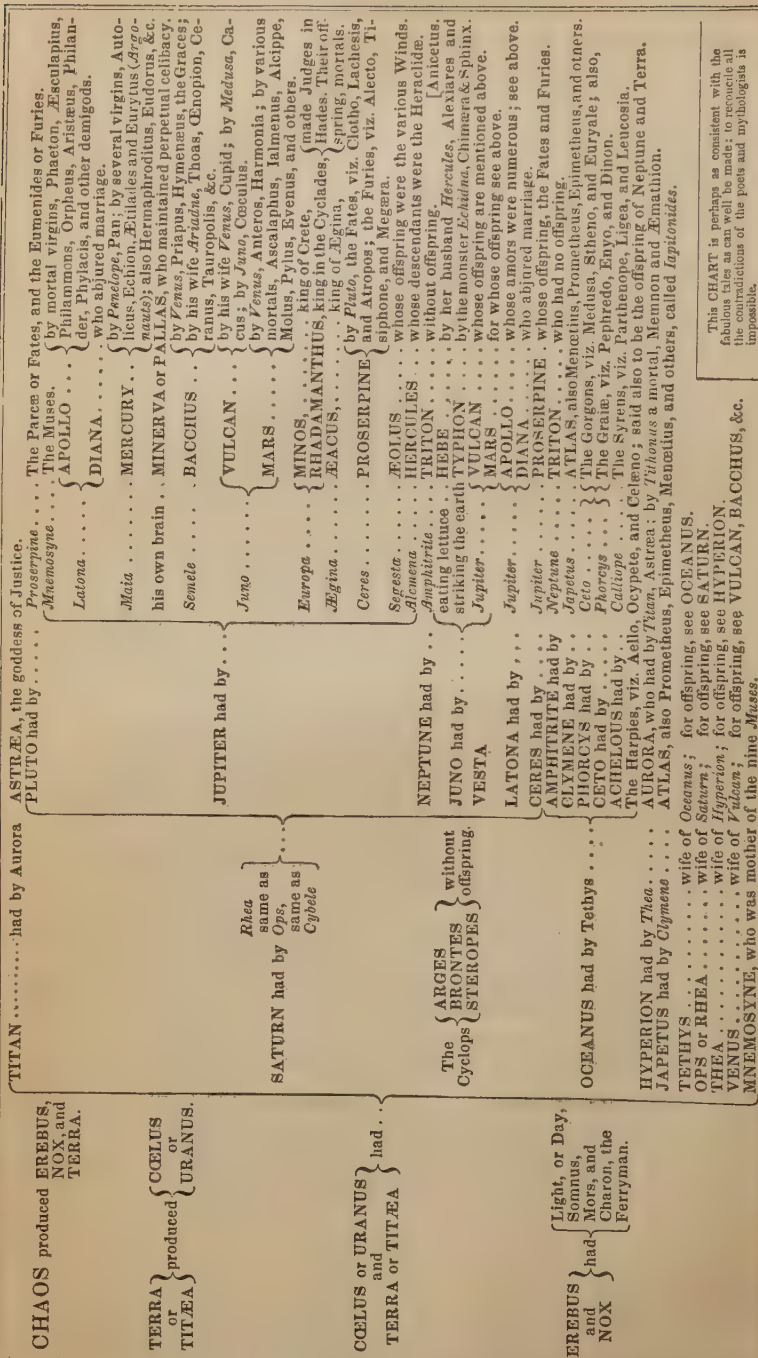 CHAOS produced EREBUS,
NOX, and
TERRA.
TERRA
or
TITÆA
produced
CŒLUS
or
URANUS.
CŒLUS or URANUS
and
TERRA or TITÆA
had . .
EREBUS
and
NOX
had
Light, or Day,
Somnus,
Mors, and
Charon, the
Ferryman.
TITAN . . . . . . . . . had by Aurora ASTRÆA, the goddess of Justice.
Rhea
same as
SATURN had by Ops,
same as
Cybele
The
Cyclops
ARGES
BRONTES
STEROPES
without
offspring.
OCEANUS had by Tethys . . . . .
PLUTO had by . . . . . . Proserpine . . . . The Parcæ or Fates, and the Eumenides or Furies.
JUPITER had by . . .
Mnemosyne . . . . The Muses.
Latona . . . . .
APOLLO . . . .
by mortal virgins, Phaeton, Æsculapius,
Philammons, Orpheus, Aristæus, Philan-
der, Phylacis, and other demigods.
DIANA . . . . . who abjured marriage.
Maia . . . . . . . MERCURY . . .
by Penelope, Pan; by several virgins, Auto-
licus, Echion, Ætilades and Eurytus (Argo-
nauts); also Hermaphroditus, Eudorus, &c.
his own brain . . MINERVA or PALLAS, who maintained perpetual celibacy.
Semele . . . . . BACCHUS . . .
by Venus, Priapus, Hymenæus, the Graces;
by his wife Ariadne, Thoas, Œnopion, Ce-
ranus, Tauropolis, &c.
Juno . . . . . .
VULCAN . . .
by his wife Venus, Cupid; by Medusa, Ca-
cus; by Juno, Cœculus.
MARS . . . . .
by Venus, Anteros, Harmonia; by various
mortals, Ascalaphus, Ialmenus, Alcippe,
Molus, Pylus, Evenus, and others.
Europa . . . . .
MINOS, . . . . . king of Crete,
RHADAMANTHUS, king in the Cyclades,
Ægina . . . . . . ÆACUS, . . . . . king of Ægina,
made Judges in
Hades. Their off-
spring, mortals.
Ceres . . . . . . PROSERPINE
by Pluto, the Fates, viz. Clotho, Lachesis,
and Atropos; the Furies, viz. Alecto, Ti-
siphone, and Megæra.
Segesta . . . . . ÆOLUS . . . . . whose offspring were the various Winds.
Alcmena . . . . . HERCULES . . whose descendants were the Heraclidæ.
NEPTUNE had by . . . Amphitrite . . . . TRITON . . . . without offspring. [Anicetus.
JUNO had by . . . . . .
eating lettuce . . HEBE . . . . . by her husband Hercules, Alexiares and
striking the earth TYPHON . . . . by the monster Echidna, Chimæra & Sphinx.
Jupiter . . . . .
VULCAN . . .
MARS . . . . .
whose offspring are mentioned above.
VESTA
LATONA had by . . . Jupiter . . . . .
APOLLO . . . . for whose offspring see above.
DIANA . . . . . who abjured marriage.
whose amors were numerous; see above.
CERES had by . . . . . Jupiter . . . . . PROSERPINE whose offspring, the Fates and Furies.
AMPHITRITE had by Neptune . . . . . TRITON . . . . who had no offspring.
CLYMENE had by . . Japetus . . . . . ATLAS, also Menœtius, Prometheus, Epimetheus, and others.
PHORCYS had by . . . Ceto . . . . .
CETO had by . . . . . . Phorcys . . . .
The Gorgons, viz. Medusa, Stheno, and Euryale; also,
The Graiæ, viz. Pephredo, Enyo, and Dinon.
ACHELOUS had by . . Calliope . . . . . The Syrens, viz. Parthenope, Ligea, and Leucosia.
The Harpies, viz. Aello, Ocypete, and Celæno; said also to be the offspring of Neptune and Terra.
HYPERION had by Thea . . . . . AURORA, who had by Titan, Astræa; by Tithonus a mortal, Memnon and Æmathion.
JAPETUS had by Clymene . . . . ATLAS, also Prometheus, Epimetheus, Menœtius, and others, called Iapitonides.
TETHYS . . . . . . . . . wife of Oceanus; for offspring, see OCEANUS.
OPS or RHEA . . . . . . . wife of Saturn; for offspring, see SATURN.
THEA . . . . . . . . . . wife of Hyperion; for offspring, see HYPERION.
VENUS . . . . . . . . . . wife of Vulcan; for offspring, see VULCAN, BACCHUS, &c.
MNEMOSYNE, who was mother of the nine Muses.
This CHART is perhaps as consistent with the
fabulous tales as can well be made; to reconcile all
the contradictions of the poets and mythologists is
impossible.